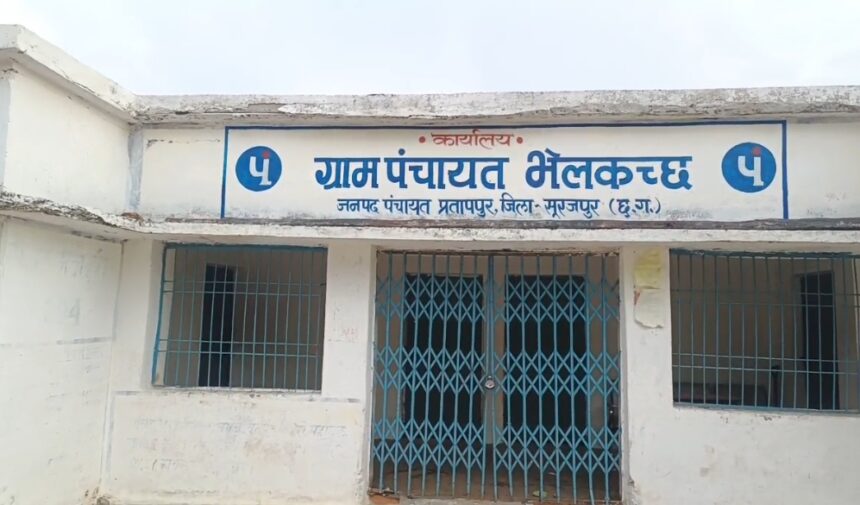 • कार्यालय •
पं ग्राम पंचायत भेलकच्छ पं
जनपद पंचायत प्रतापपुर, जिला - सूरजपुर (छ.ग.)